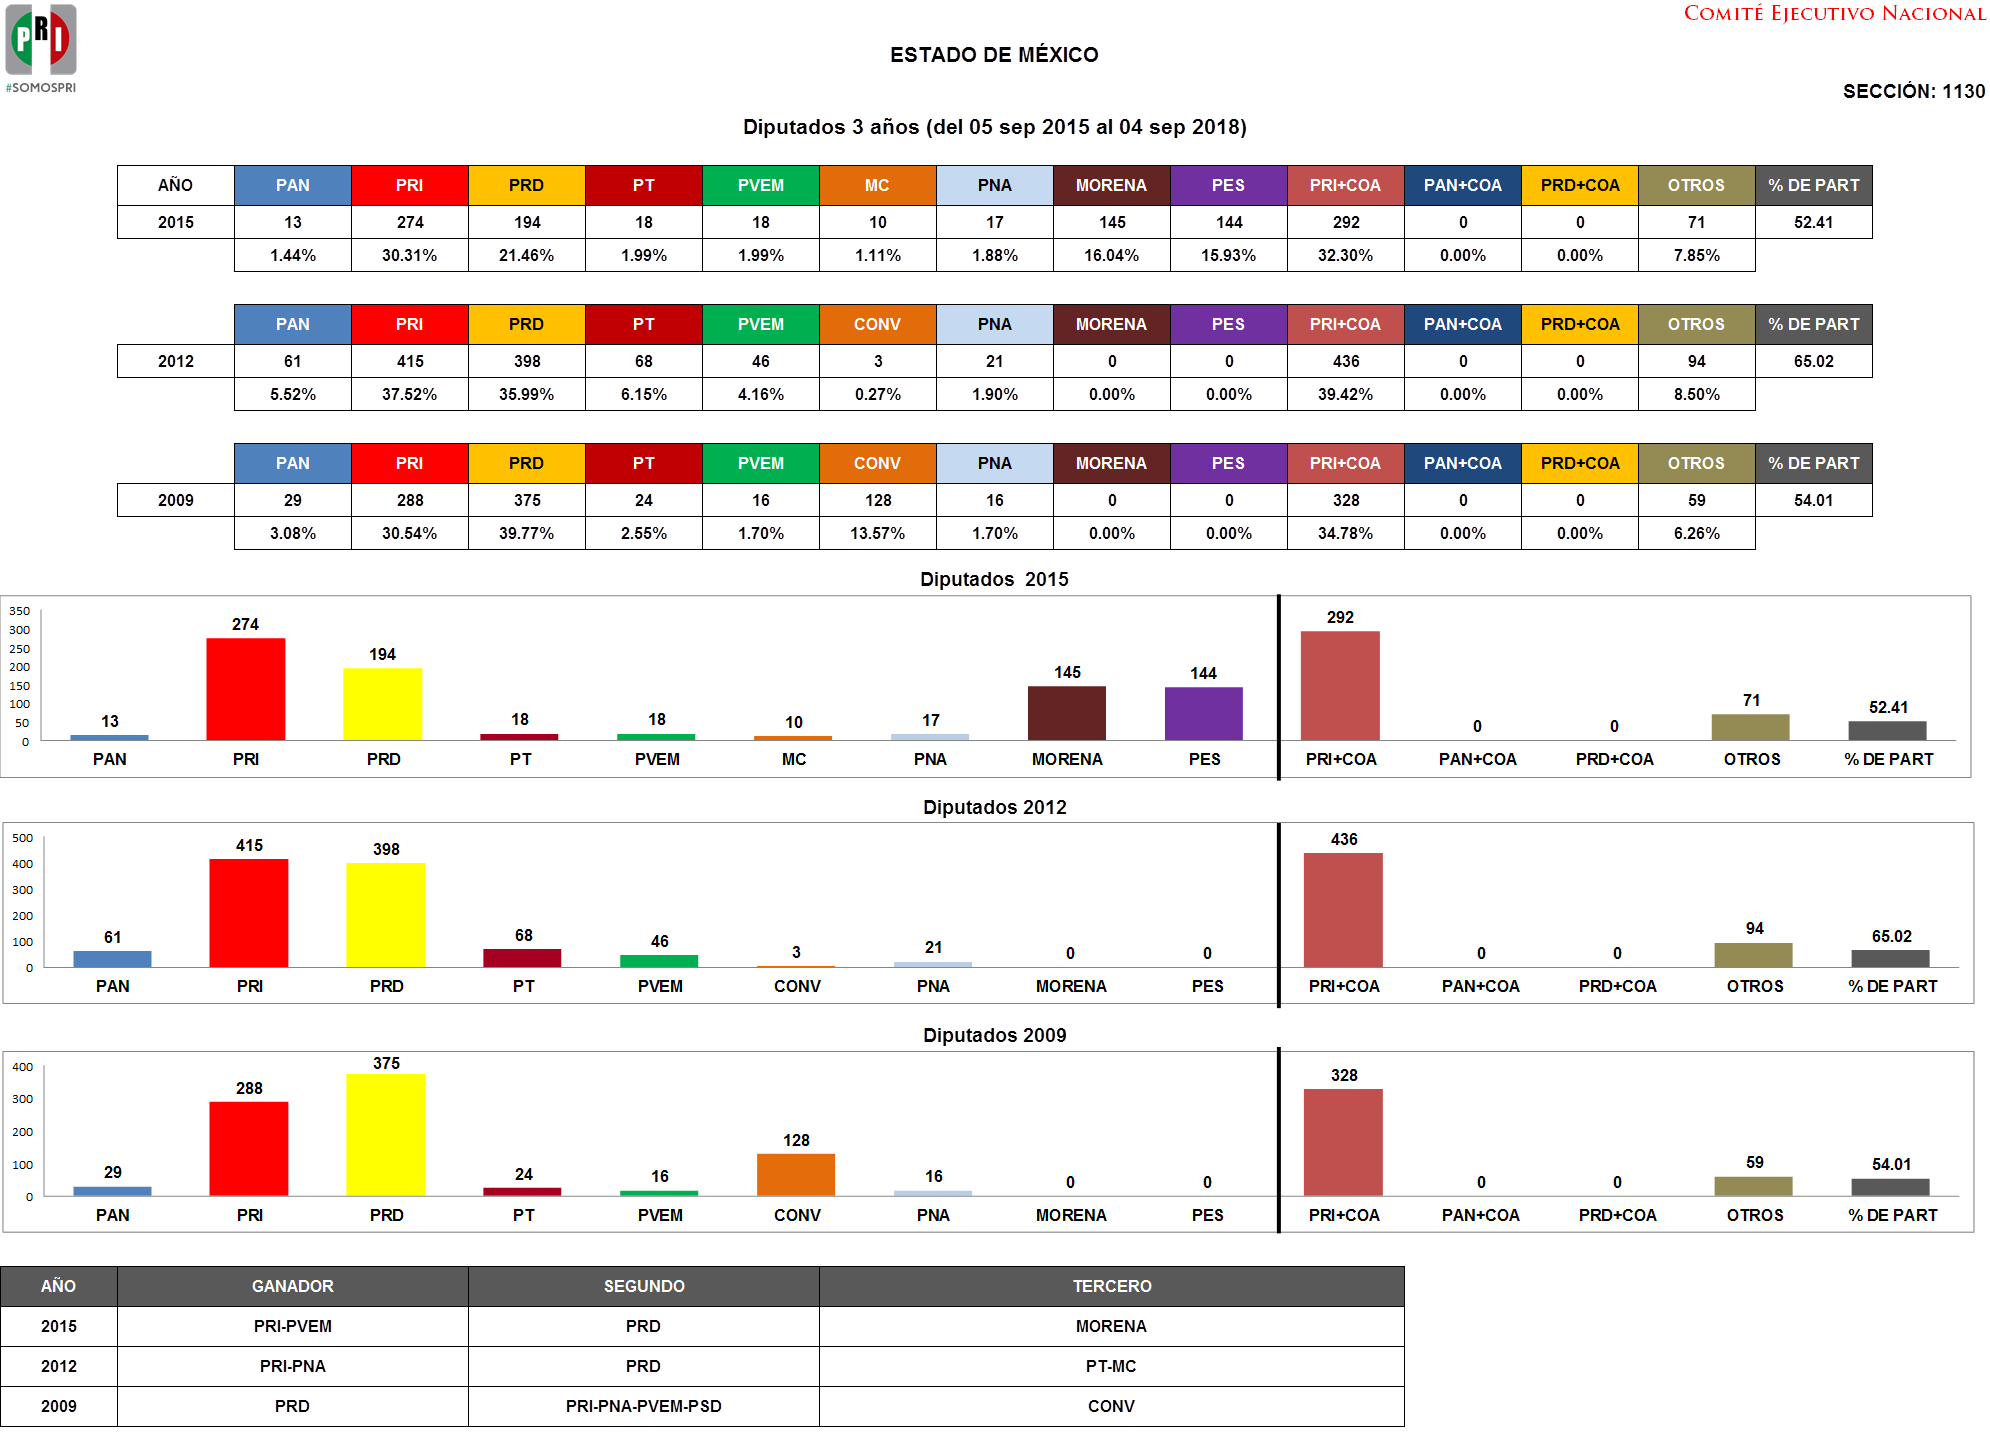 PRI
#SOMOSPRI
COMITÉ EJECUTIVO NACIONAL
ESTADO DE MÉXICO
SECCIÓN: 1130
Diputados 3 años (del 05 sep 2015 al 04 sep 2018)
AÑO PAN PRI PRD PT PVEM MC PNA MORENA PES PRI+COA PAN+COA PRD+COA OTROS % DE PART
2015 13 274 194 18 18 10 17 145 144 292 0 0 71 52.41
1.44% 30.31% 21.46% 1.99% 1.99% 1.11% 1.88% 16.04% 15.93% 32.30% 0.00% 0.00% 7.85%
PAN PRI PRD PT PVEM CONV PNA MORENA PES PRI+COA PAN+COA PRD+COA OTROS % DE PART
2012 61 415 398 68 46 3 21 0 0 436 0 0 94 65.02
5.52% 37.52% 35.99% 6.15% 4.16% 0.27% 1.90% 0.00% 0.00% 39.42% 0.00% 0.00% 8.50%
PAN PRI PRD PT PVEM CONV PNA MORENA PES PRI+COA PAN+COA PRD+COA OTROS % DE PART
2009 29 288 375 24 16 128 16 0 0 328 0 0 59 54.01
3.08% 30.54% 39.77% 2.55% 1.70% 13.57% 1.70% 0.00% 0.00% 34.78% 0.00% 0.00% 6.26%
Diputados 2015
350
300
250
200
150
100
50
0
13 274 194 18 18 10 17 145 144 292 0 0 71 52.41
PAN PRI PRD PT PVEM MC PNA MORENA PES PRI+COA PAN+COA PRD+COA OTROS % DE PART
Diputados 2012
500
400
300
200
100
0
61 415 398 68 46 3 21 0 0 436 0 0 94 65.02
PAN PRI PRD PT PVEM CONV PNA MORENA PES PRI+COA PAN+COA PRD+COA OTROS % DE PART
Diputados 2009
400
300
200
100
0
29 288 375 24 16 128 16 0 0 328 0 0 59 54.01
PAN PRI PRD PT PVEM CONV PNA MORENA PES PRI+COA PAN+COA PRD+COA OTROS % DE PART
AÑO GANADOR SEGUNDO TERCERO
2015 PRI-PVEM PRD MORENA
2012 PRI-PNA PRD PT-MC
2009 PRD PRI-PNA-PVEM-PSD CONV